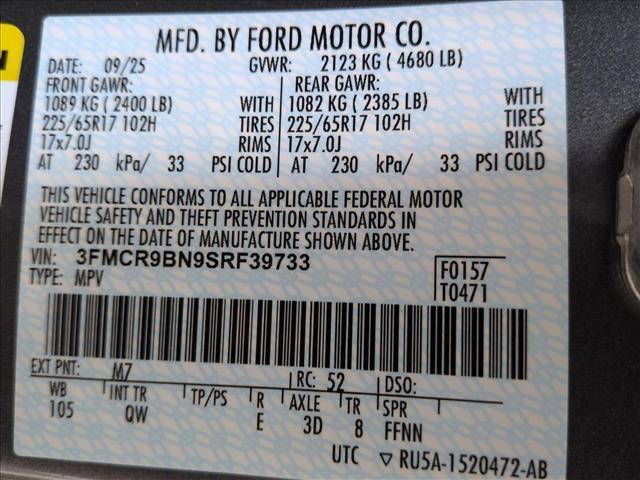 MFD. BY FORD MOTOR CO.
DATE: 09/25 GVWR: 2123 KG ( 4680 LB)
FRONT GAWR: REAR GAWR:
1089 KG ( 2400 LB) WITH 1082 KG ( 2385 LB) WITH
225/65R17 102H TIRES 225/65R17 102H TIRES
17x7.0J RIMS 17x7.0J RIMS
AT 230 kPa/ 33 PSI COLD AT 230 kPa/ 33 PSI COLD
THIS VEHICLE CONFORMS TO ALL APPLICABLE FEDERAL MOTOR
VEHICLE SAFETY AND THEFT PREVENTION STANDARDS IN
EFFECT ON THE DATE OF MANUFACTURE SHOWN ABOVE.
VIN: 3FMCR9BN9SRF39733 F0157
TYPE: MPV T0471
EXT PNT: M7 RC: 52 DSO:
WB INT TR TP/PS R AXLE TR SPR
105 QW E 3D 8 FFNN
UTC ▽ RU5A-1520472-AB